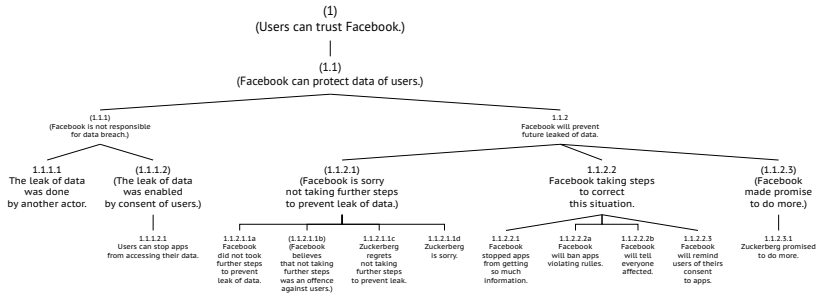 (1)
(Users can trust Facebook.)
(1.1)
(Facebook can protect data of users.)
(1.1.1)
(Facebook is not responsible
for data breach.)
1.1.2
Facebook will prevent
future leaked of data.
1.1.1.1
The leak of data
was done
by another actor.
(1.1.1.2)
(The leak of data
was enabled
by consent of users.)
(1.1.2.1)
(Facebook is sorry
not taking further steps
to prevent leak of data.)
1.1.2.2
Facebook taking steps
to correct
this situation.
(1.1.2.3)
(Facebook
made promise
to do more.)
1.1.1.2.1
Users can stop apps
from accessing their data.
1.1.2.1.1a
Facebook
did not took
further steps
to prevent
leak of data.
(1.1.2.1.1b)
(Facebook
believes
that not taking
further steps
was an offence
against users.)
1.1.2.1.1c
Zuckerberg
regrets
not taking
further steps
to prevent leak.
1.1.2.1.1d
Zuckerberg
is sorry.
1.1.2.2.1
Facebook
stopped apps
from getting
so much
information.
1.1.2.2.2a
Facebook
will ban apps
violating rules.
1.1.2.2.2b
Facebook
will tell
everyone
affected.
1.1.2.2.3
Facebook
will remind
users of theirs
consent
to apps.
1.1.2.3.1
Zuckerberg promised
to do more.